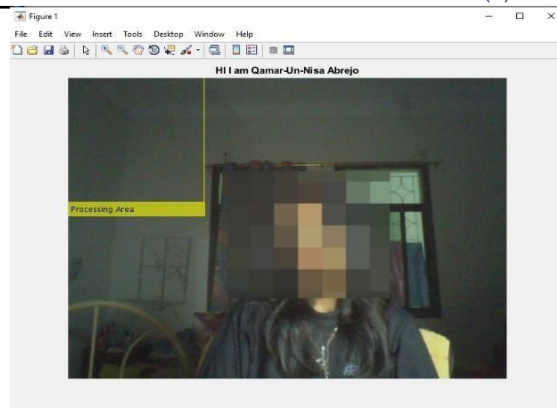 Figure 1
File Edit View Insert Tools Desktop Window Help
HI I am Qamar-Un-Nisa Abrejo
Processing Area